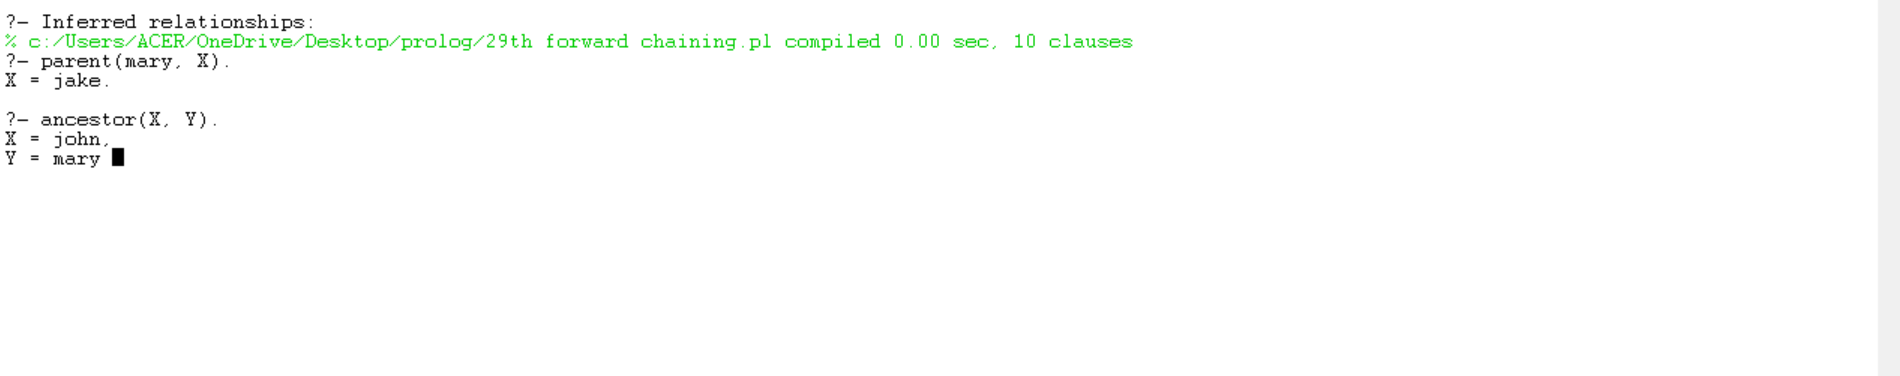 ?- Inferred relationships:
% c:/Users/ACER/OneDrive/Desktop/prolog/29th forward chaining.pl compiled 0.00 sec, 10 clauses
?- parent(mary, X).
X = jake.
?- ancestor(X, Y).
X = john,
Y = mary